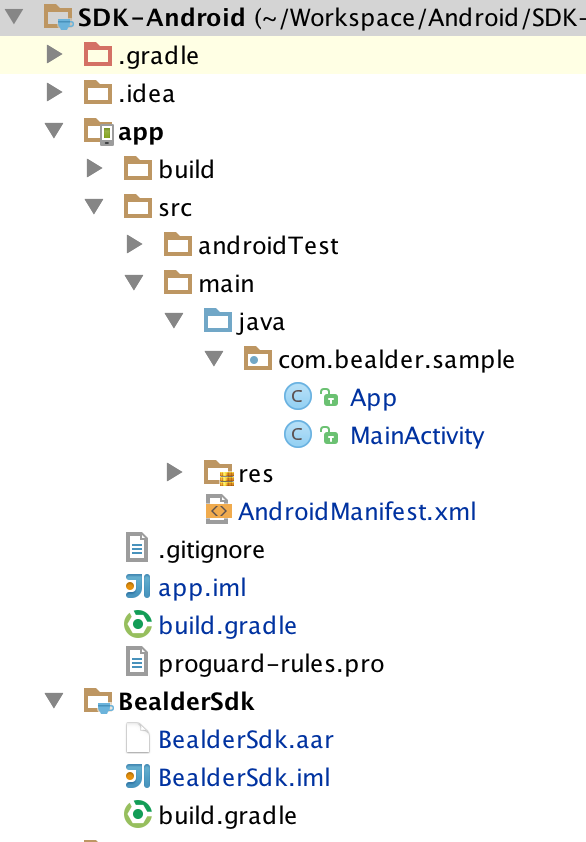 SDK-Android (~/Workspace/Android/SDK-
.gradle
.idea
app
build
src
androidTest
main
java
com.bealder.sample
C App
C MainActivity
res
AndroidManifest.xml
.gitignore
app.iml
build.gradle
proguard-rules.pro
BealderSdk
BealderSdk.aar
BealderSdk.iml
build.gradle